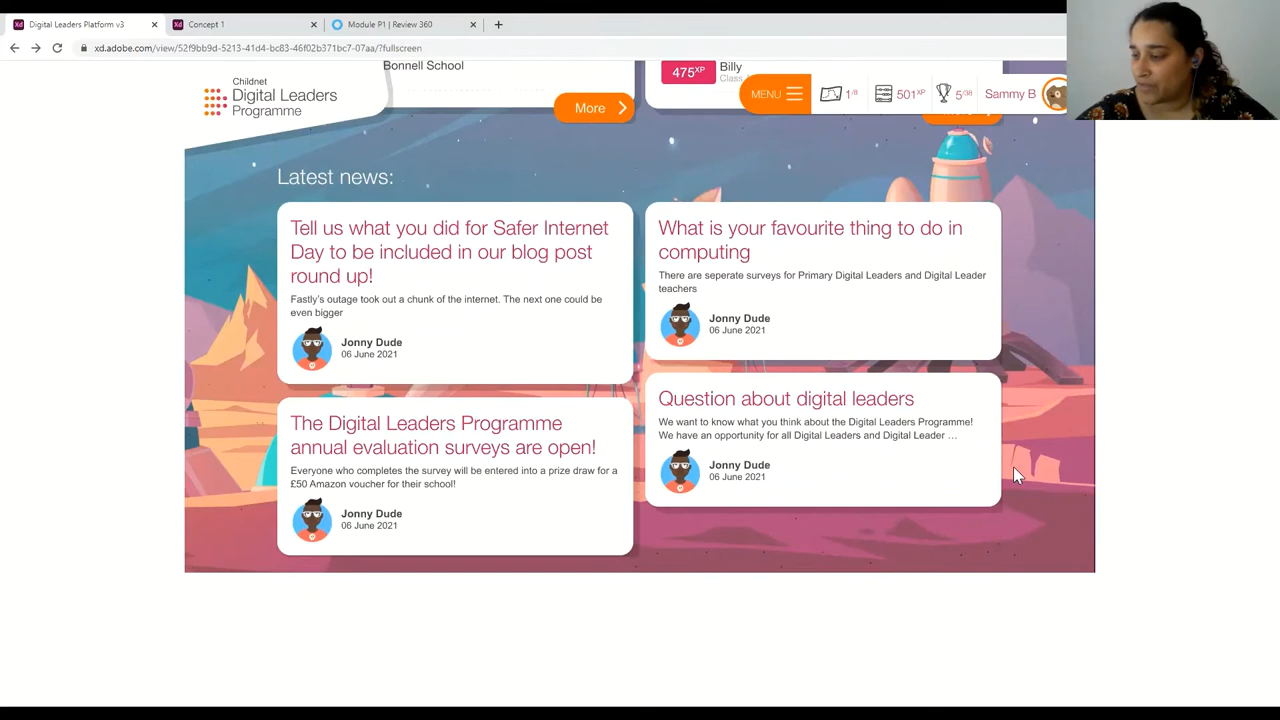 Digital Leaders Platform v3
Concept 1
Module P1 | Review 360
xd.adobe.com/view/52f9bb9d-5213-41d4-bc83-46f02b371bc7-07aa/?fullscreen
Bonnell School
475XP
Billy
Class
Childnet
Digital Leaders
Programme
More
MENU
1/8
501XP
5/38
Sammy B
Latest news:
Tell us what you did for Safer Internet
Day to be included in our blog post
round up!
Fastly's outage took out a chunk of the internet. The next one could be
even bigger
Jonny Dude
06 June 2021
What is your favourite thing to do in
computing
There are seperate surveys for Primary Digital Leaders and Digital Leader
teachers
Jonny Dude
06 June 2021
The Digital Leaders Programme
annual evaluation surveys are open!
Everyone who completes the survey will be entered into a prize draw for a
£50 Amazon voucher for their school!
Jonny Dude
06 June 2021
Question about digital leaders
We want to know what you think about the Digital Leaders Programme!
We have an opportunity for all Digital Leaders and Digital Leader …
Jonny Dude
06 June 2021